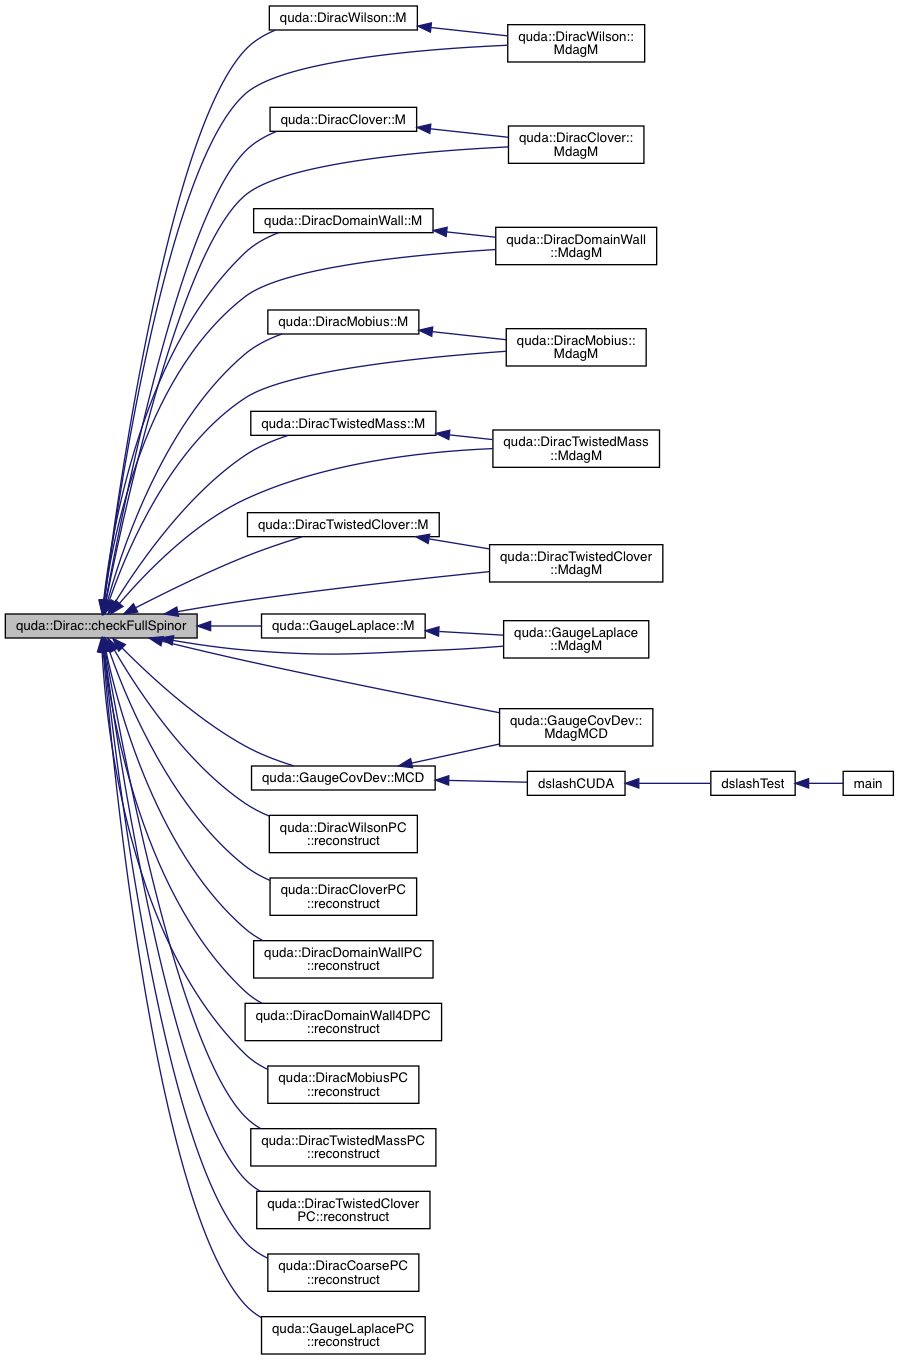 quda::DiracWilson::M
quda::DiracWilson::
MdagM
quda::DiracClover::M
quda::DiracClover::
MdagM
quda::DiracDomainWall::M
quda::DiracDomainWall
::MdagM
quda::DiracMobius::M
quda::DiracMobius::
MdagM
quda::DiracTwistedMass::M
quda::DiracTwistedMass
::MdagM
quda::DiracTwistedClover::M
quda::DiracTwistedClover
::MdagM
quda::Dirac::checkFullSpinor
quda::GaugeLaplace::M
quda::GaugeLaplace
::MdagM
quda::GaugeCovDev::
MdagMCD
quda::GaugeCovDev::MCD
dslashCUDA
dslashTest
main
quda::DiracWilsonPC
::reconstruct
quda::DiracCloverPC
::reconstruct
quda::DiracDomainWallPC
::reconstruct
quda::DiracDomainWall4DPC
::reconstruct
quda::DiracMobiusPC
::reconstruct
quda::DiracTwistedMassPC
::reconstruct
quda::DiracTwistedClover
PC::reconstruct
quda::DiracCoarsePC
::reconstruct
quda::GaugeLaplacePC
::reconstruct